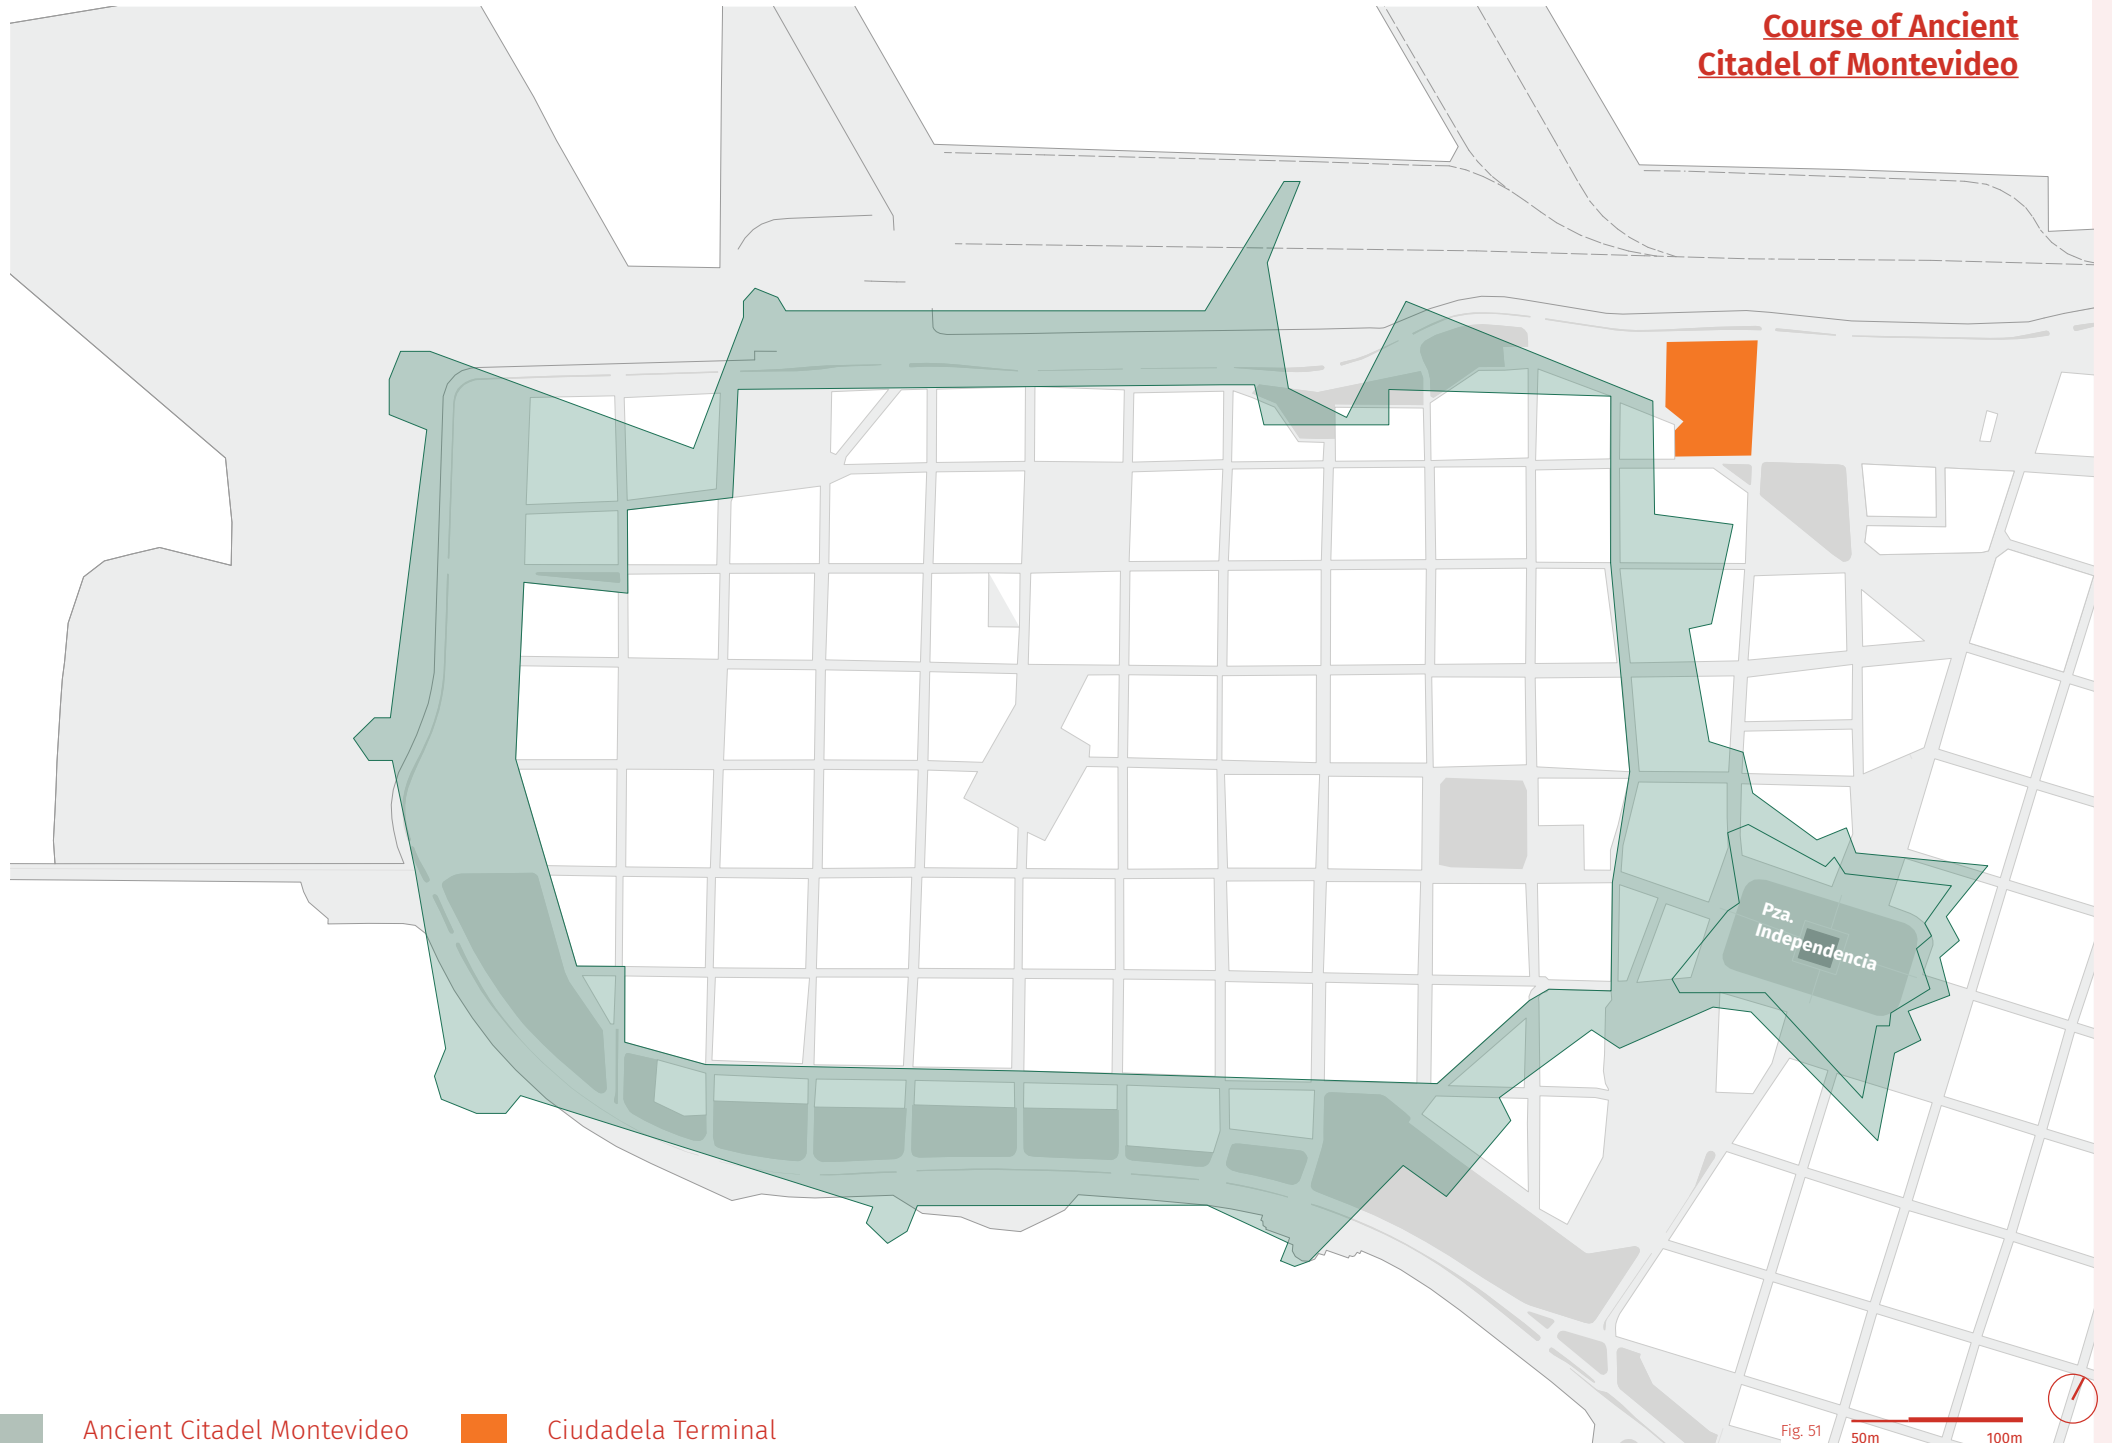 Course of Ancient
Citadel of Montevideo
Pza.
Independencia
Ancient Citadel Montevideo
Ciudadela Terminal
Fig. 51
50m
100m